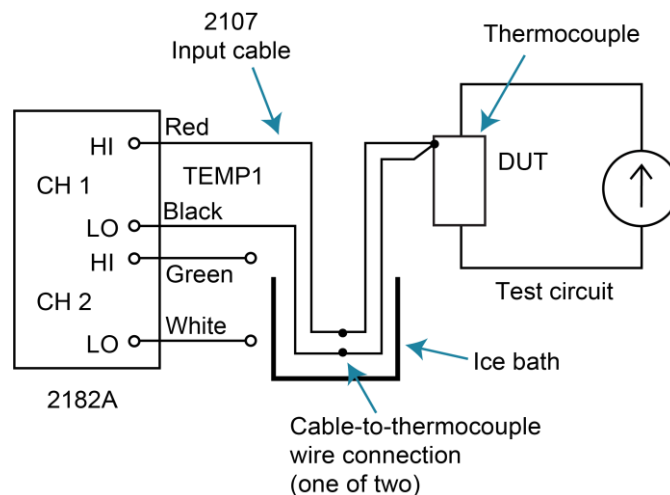 2107
Input cable
Thermocouple
Red
HI
CH 1
TEMP1
DUT
Black
LO
HI
Green
Test circuit
CH 2
White
LO
Ice bath
2182A
Cable-to-thermocouple
wire connection
(one of two)